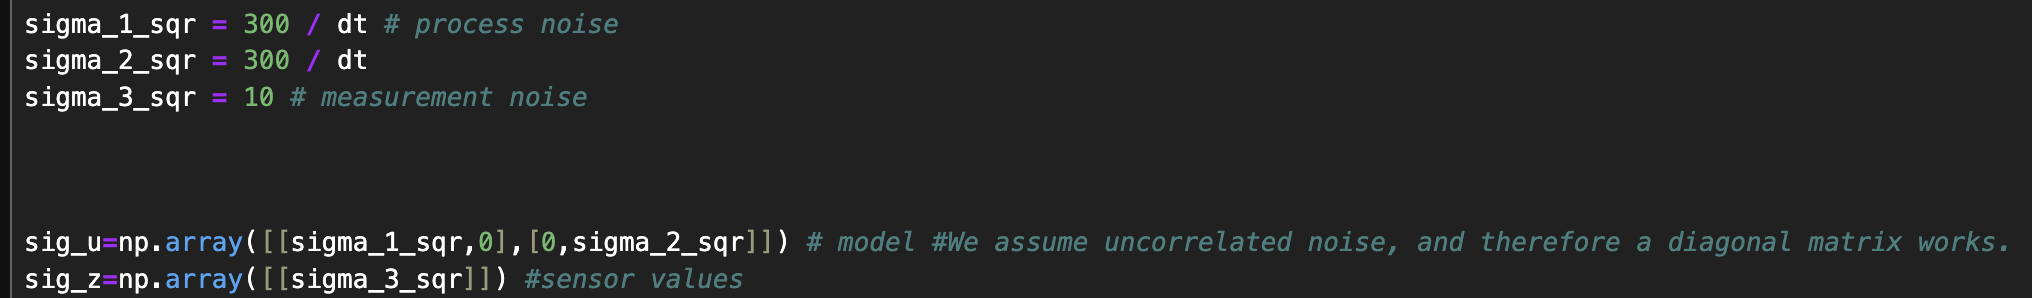 sigma_1_sqr = 300 / dt # process noise
sigma_2_sqr = 300 / dt
sigma_3_sqr = 10 # measurement noise
sig_u=np.array([[sigma_1_sqr,0],[0,sigma_2_sqr]]) # model #We assume uncorrelated noise, and therefore a diagonal matrix works.
sig_z=np.array([[sigma_3_sqr]]) #sensor values